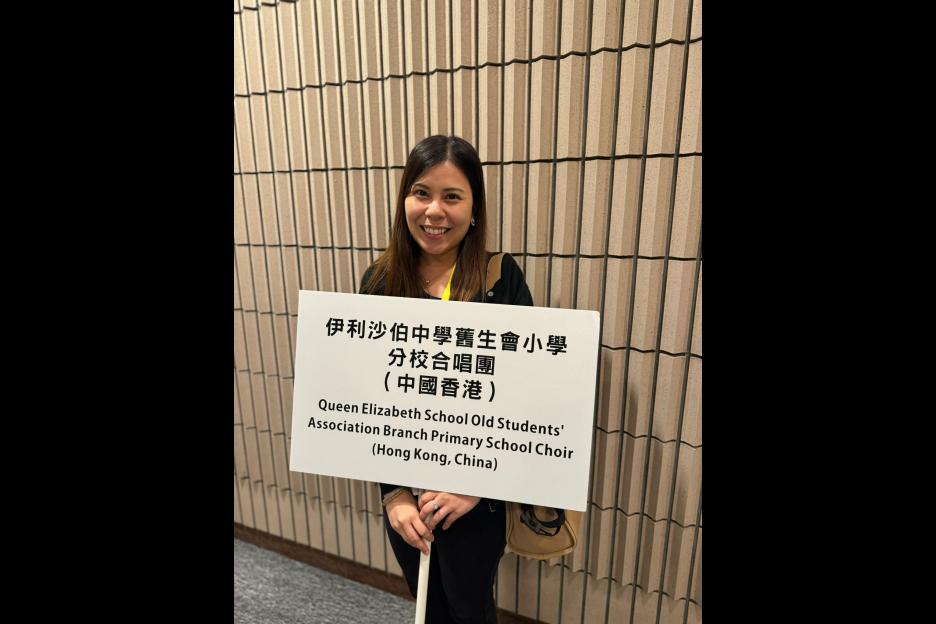 伊利沙伯中學舊生會小學
分校合唱團
（中國香港）
Queen Elizabeth School Old Students'
Association Branch Primary School Choir
(Hong Kong, China)